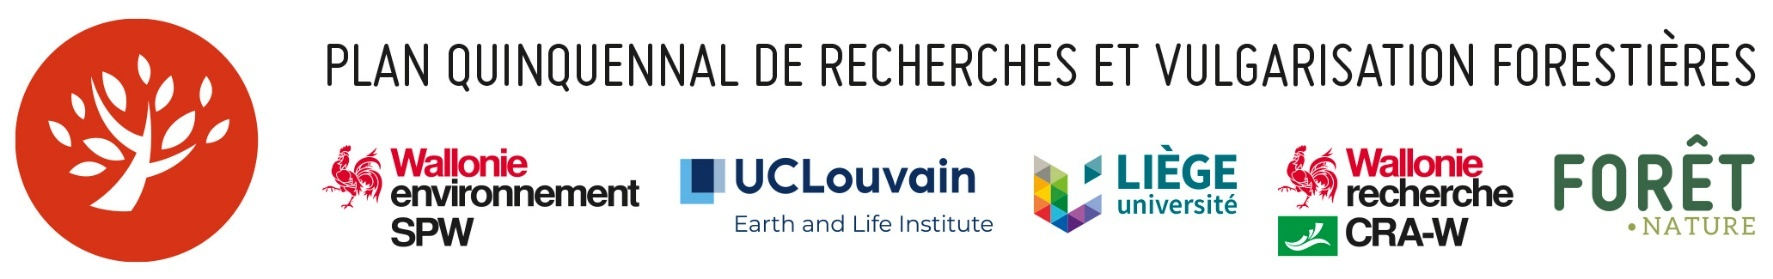 PLAN QUINQUENNAL DE RECHERCHES ET VULGARISATION FORESTIÈRES
Wallonie
environnement
SPW
UCLouvain
Earth and Life Institute
LIÈGE
université
Wallonie
recherche
CRA-W
FORÊT
•NATURE